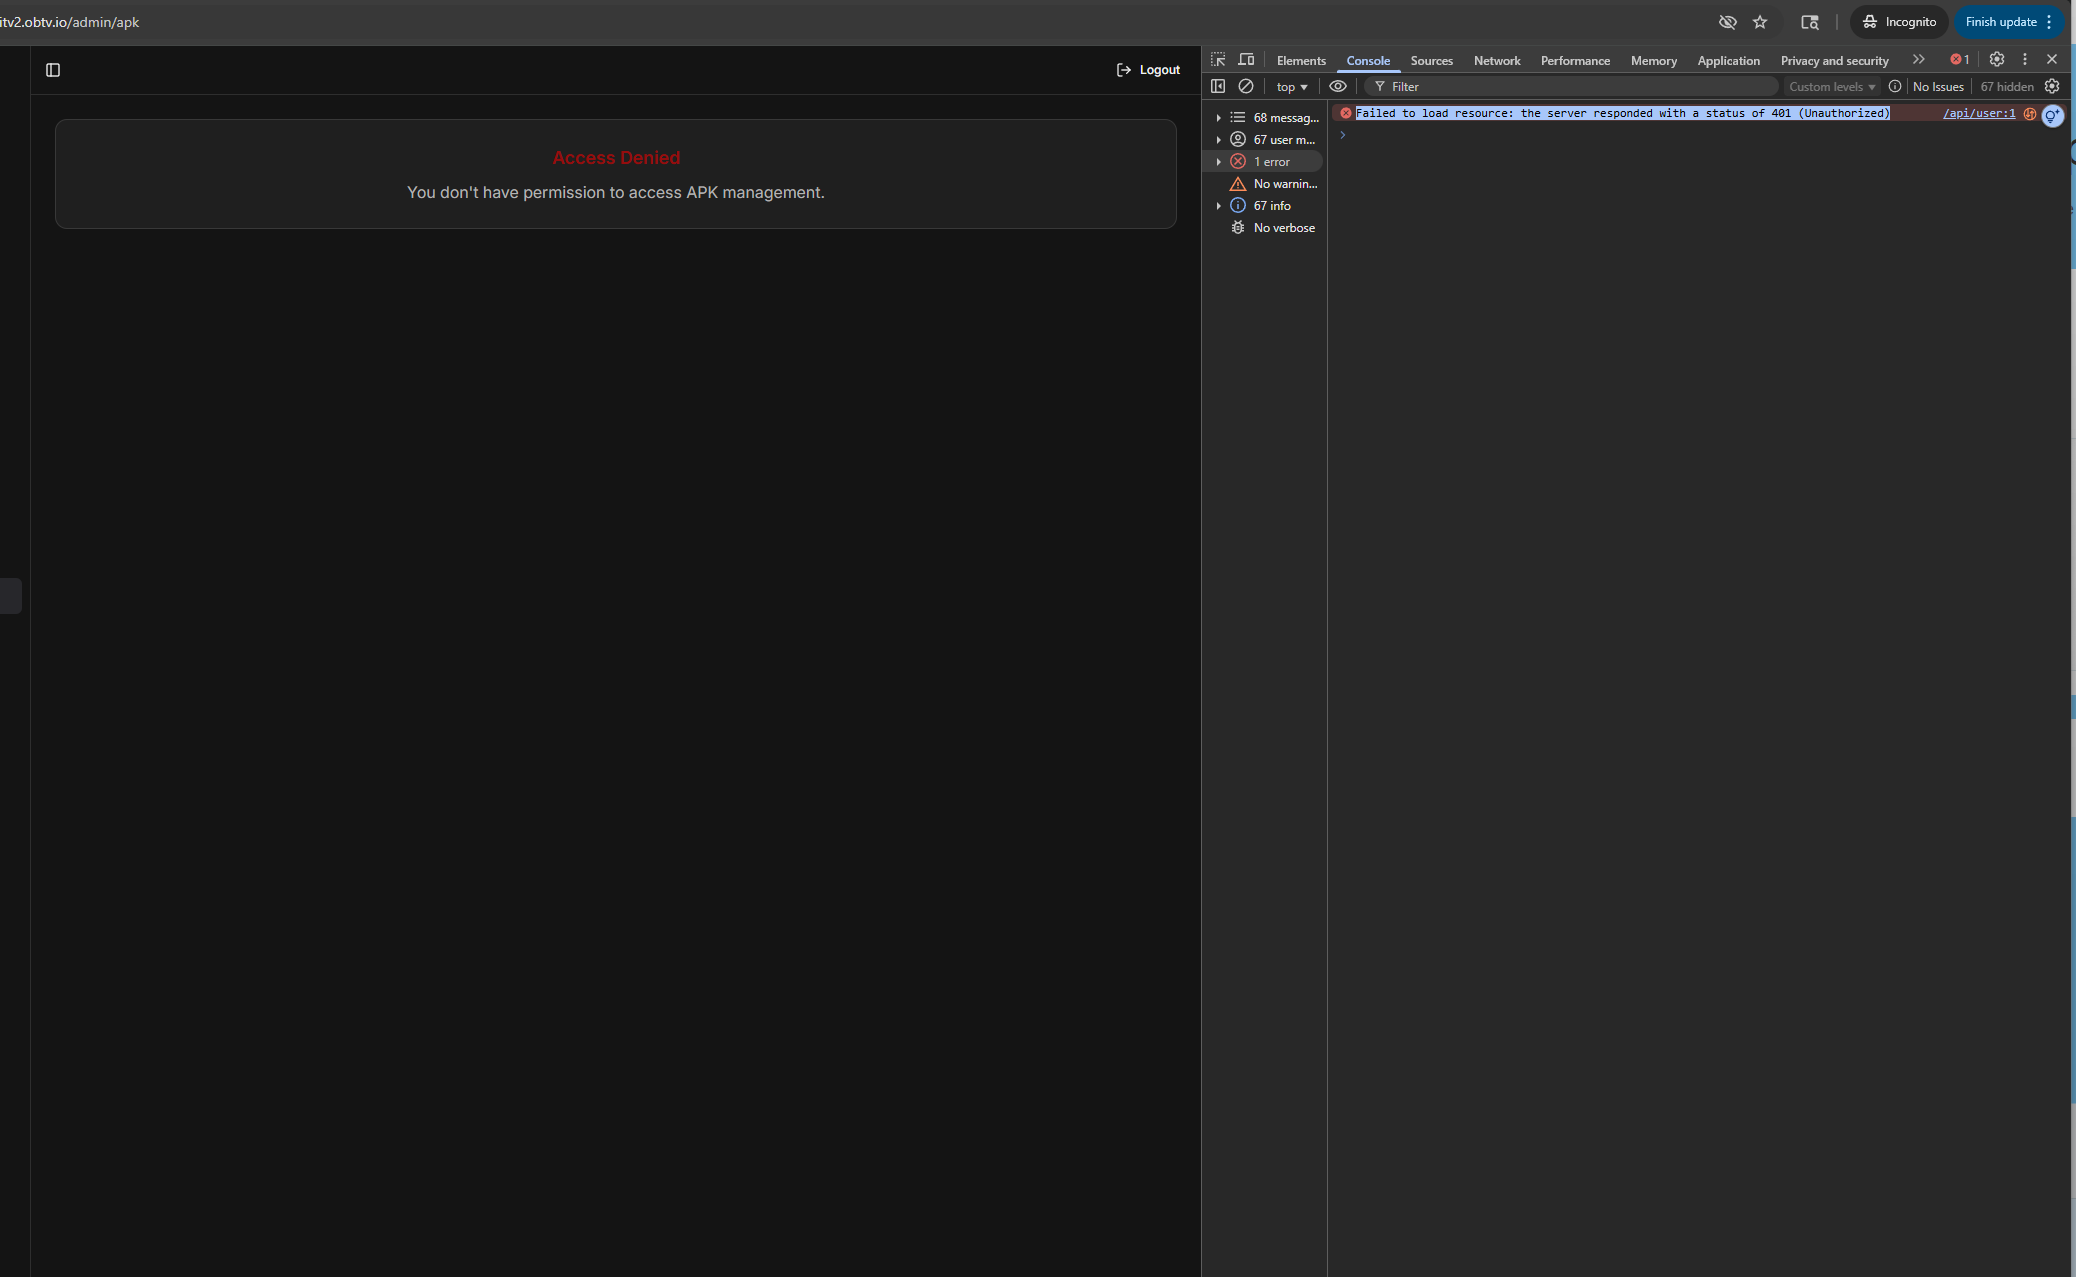 itv2.obtv.io/admin/apk
Incognito
Finish update
Logout
Access Denied
You don't have permission to access APK management.
Elements
Console
Sources
Network
Performance
Memory
Application
Privacy and security
1
top
Filter
Custom levels
No Issues
67 hidden
68 messag...
67 user m...
1 error
No warnin...
67 info
No verbose
Failed to load resource: the server responded with a status of 401 (Unauthorized)
/api/user:1